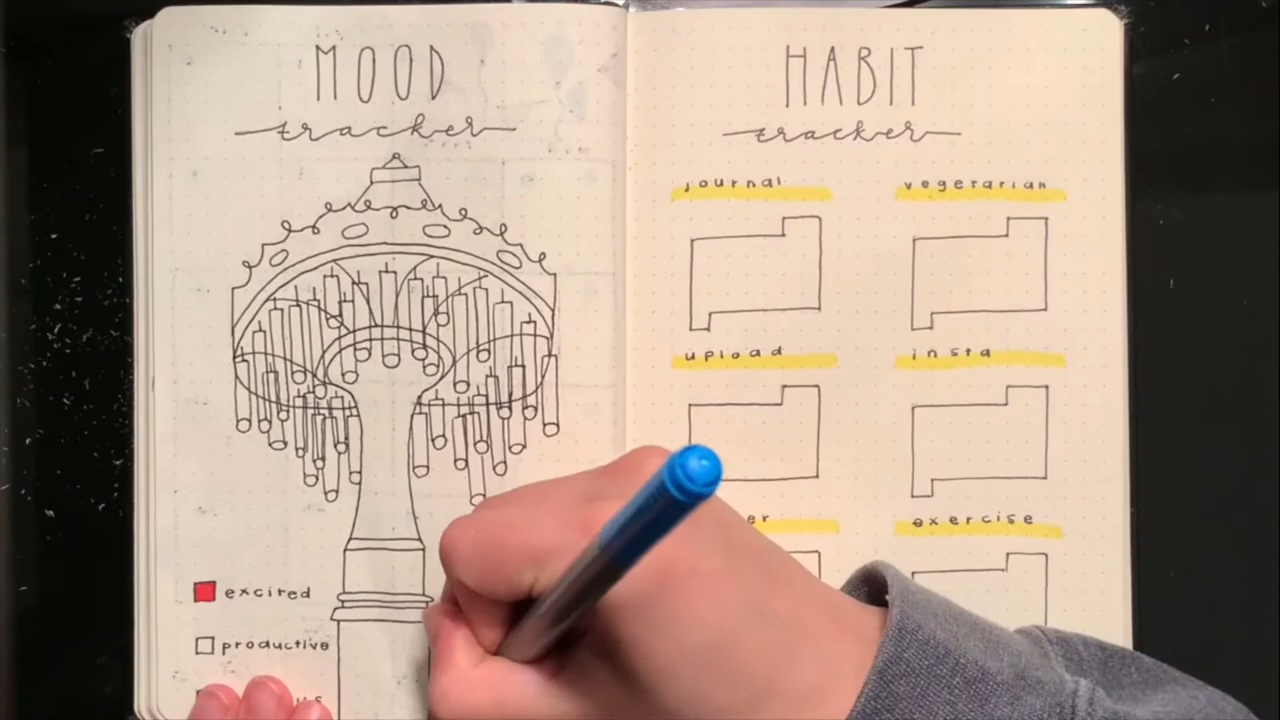 MOOD
tracker
excited
productive
HABIT
tracker
journal
vegetarian
upload
insta
exercise